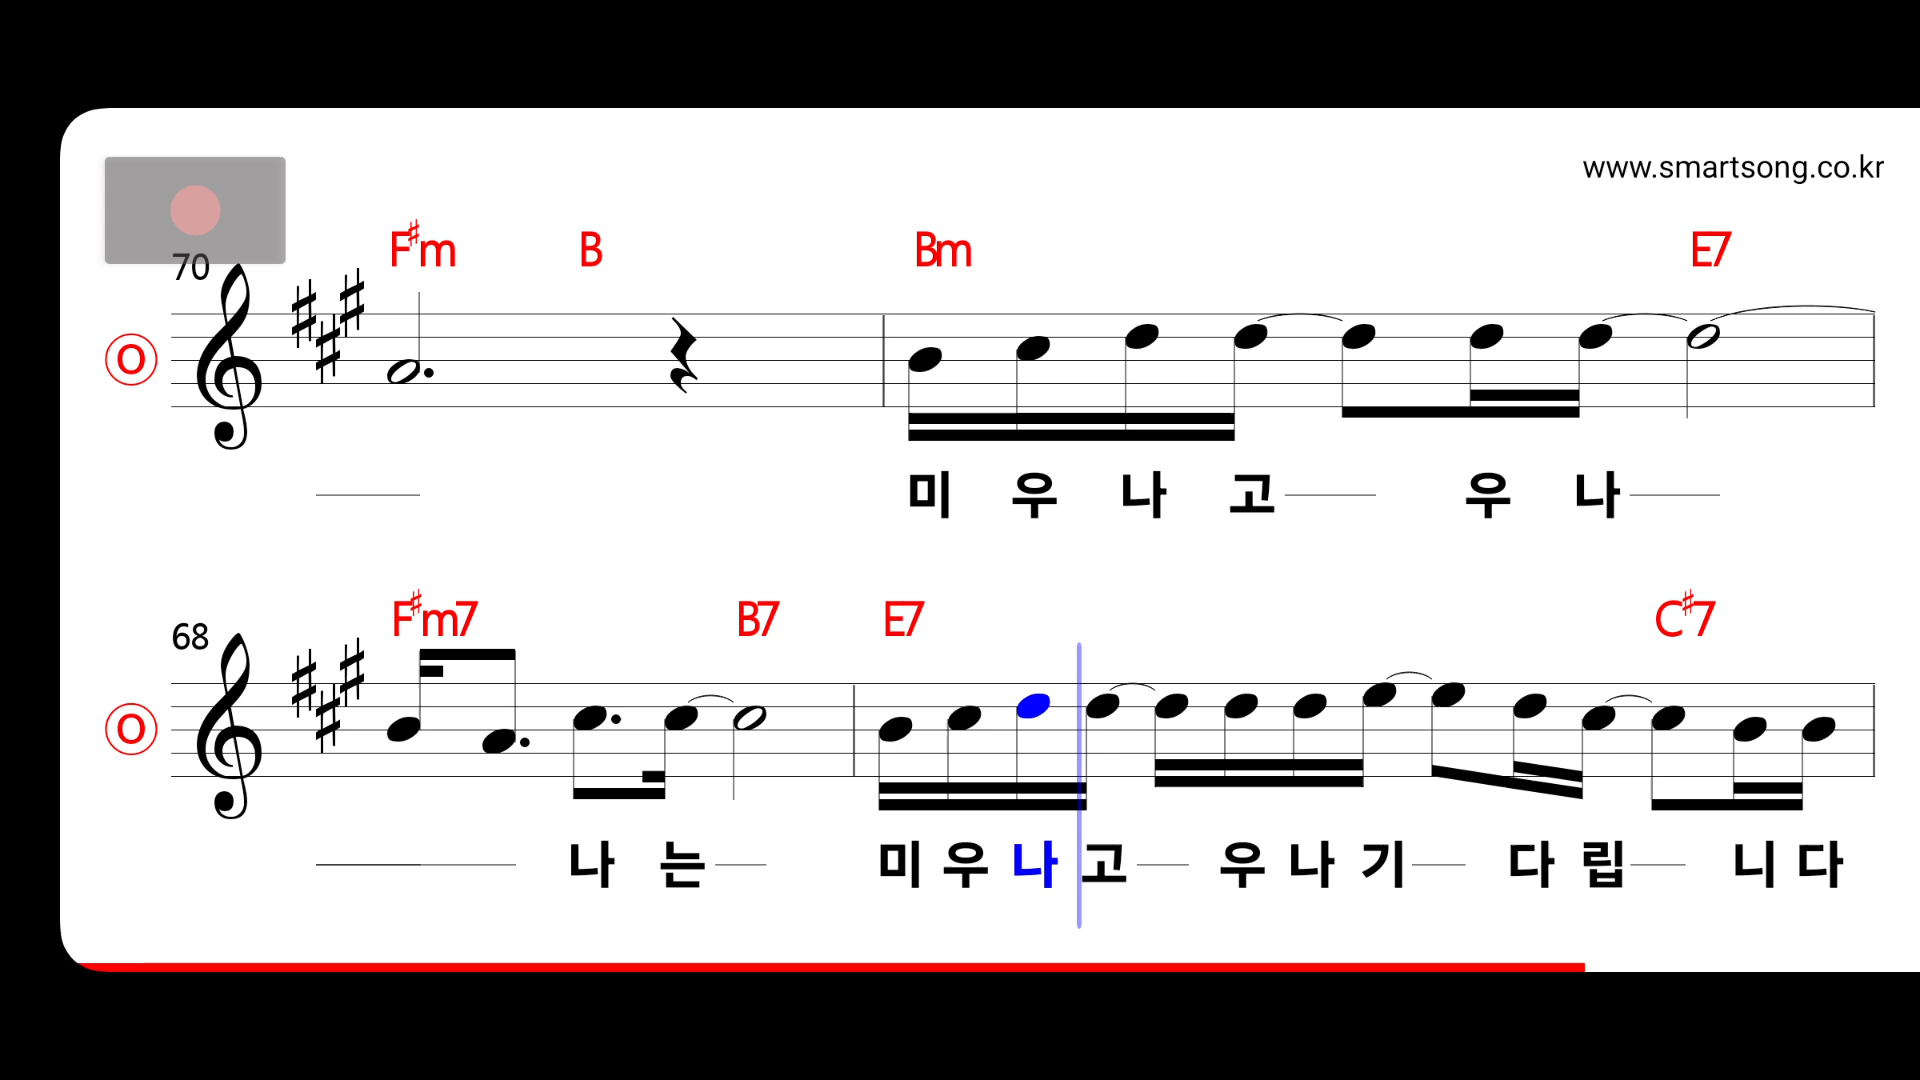 www.smartsong.co.kr
F♯m B Bm E7
70
O
미 우 나 고 우 나
F♯m7 B7 E7 C♯7
68
O
나 는 미 우 나 고 우 나 기 다 립 니 다